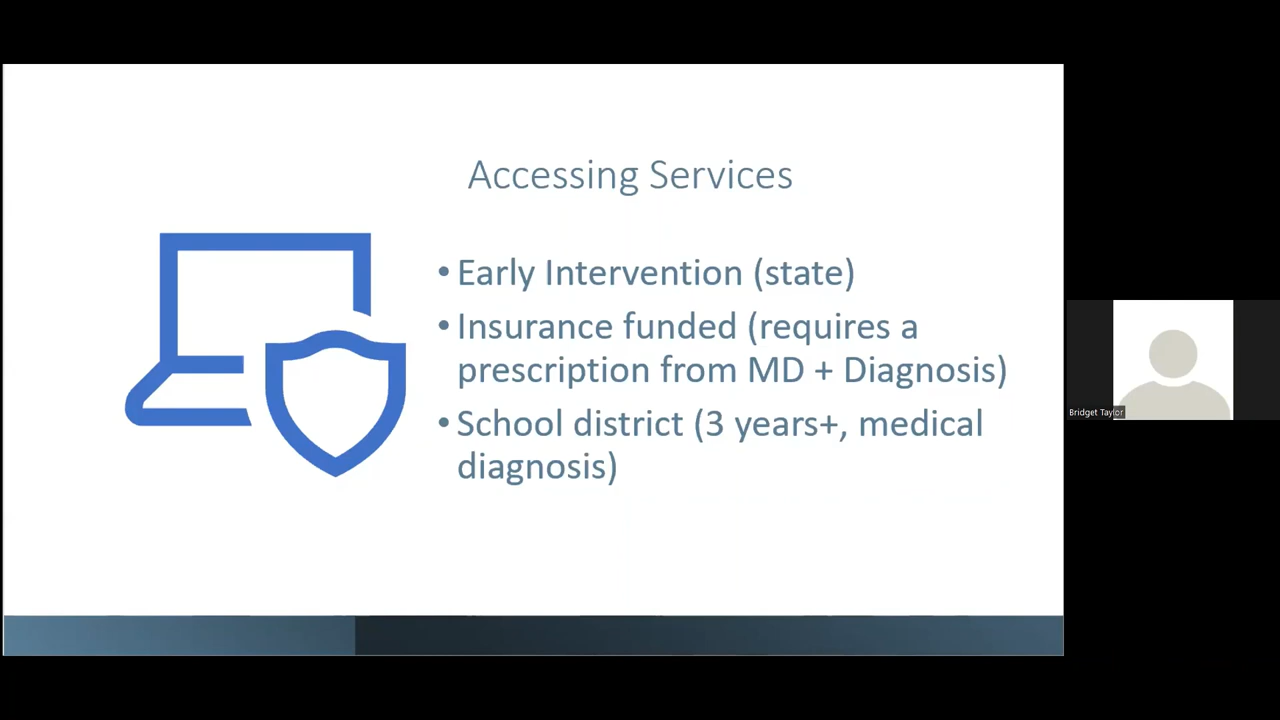 Accessing Services
• Early Intervention (state)
• Insurance funded (requires a
prescription from MD + Diagnosis)
• School district (3 years+, medical
diagnosis)
Bridget Taylor